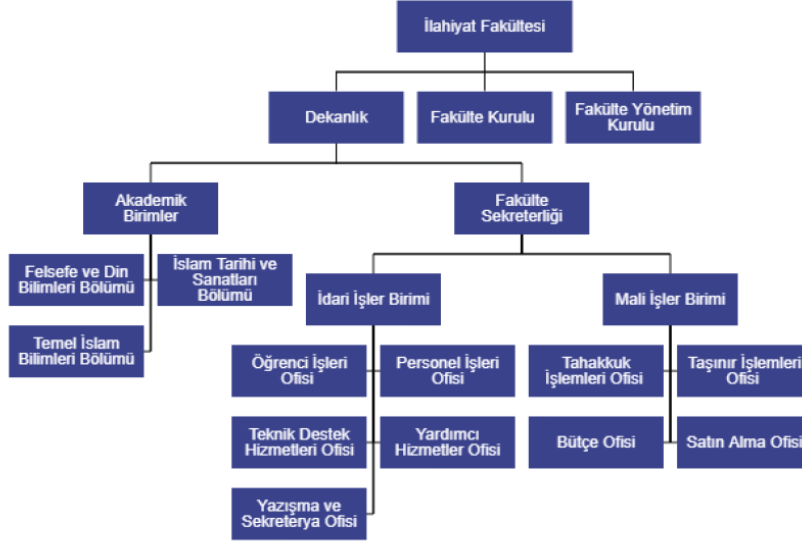 İlahiyat Fakültesi
Dekanlık
Fakülte Kurulu
Fakülte Yönetim
Kurulu
Akademik
Birimler
Fakülte
Sekreterliği
Felsefe ve Din
Bilimleri Bölümü
İslam Tarihi ve
Sanatları
Bölümü
Temel İslam
Bilimleri Bölümü
İdari İşler Birimi
Mali İşler Birimi
Öğrenci İşleri
Ofisi
Personel İşleri
Ofisi
Tahakkuk
İşlemleri Ofisi
Taşınır İşlemleri
Ofisi
Teknik Destek
Hizmetleri Ofisi
Yardımcı
Hizmetler Ofisi
Bütçe Ofisi
Satın Alma Ofisi
Yazışma ve
Sekreterya Ofisi